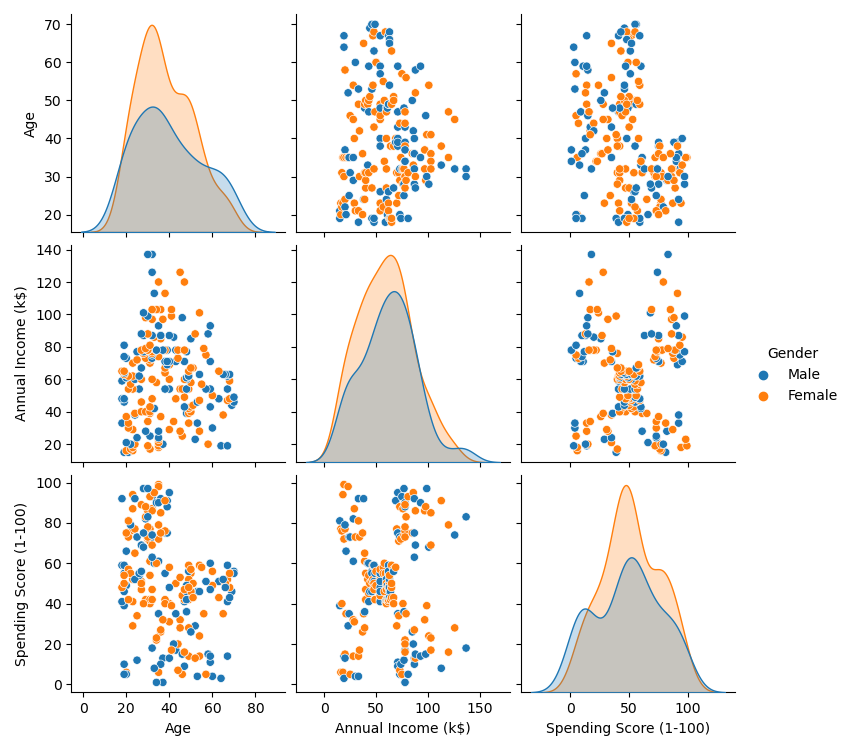 70
60
50
40
30
20
Age
140
120
100
80
60
40
20
Annual Income (k$)
Gender
Male
Female
100
80
60
40
20
0
Spending Score (1-100)
0 20 40 60 80
0 50 100 150
0 50 100
Age
Annual Income (k$)
Spending Score (1-100)